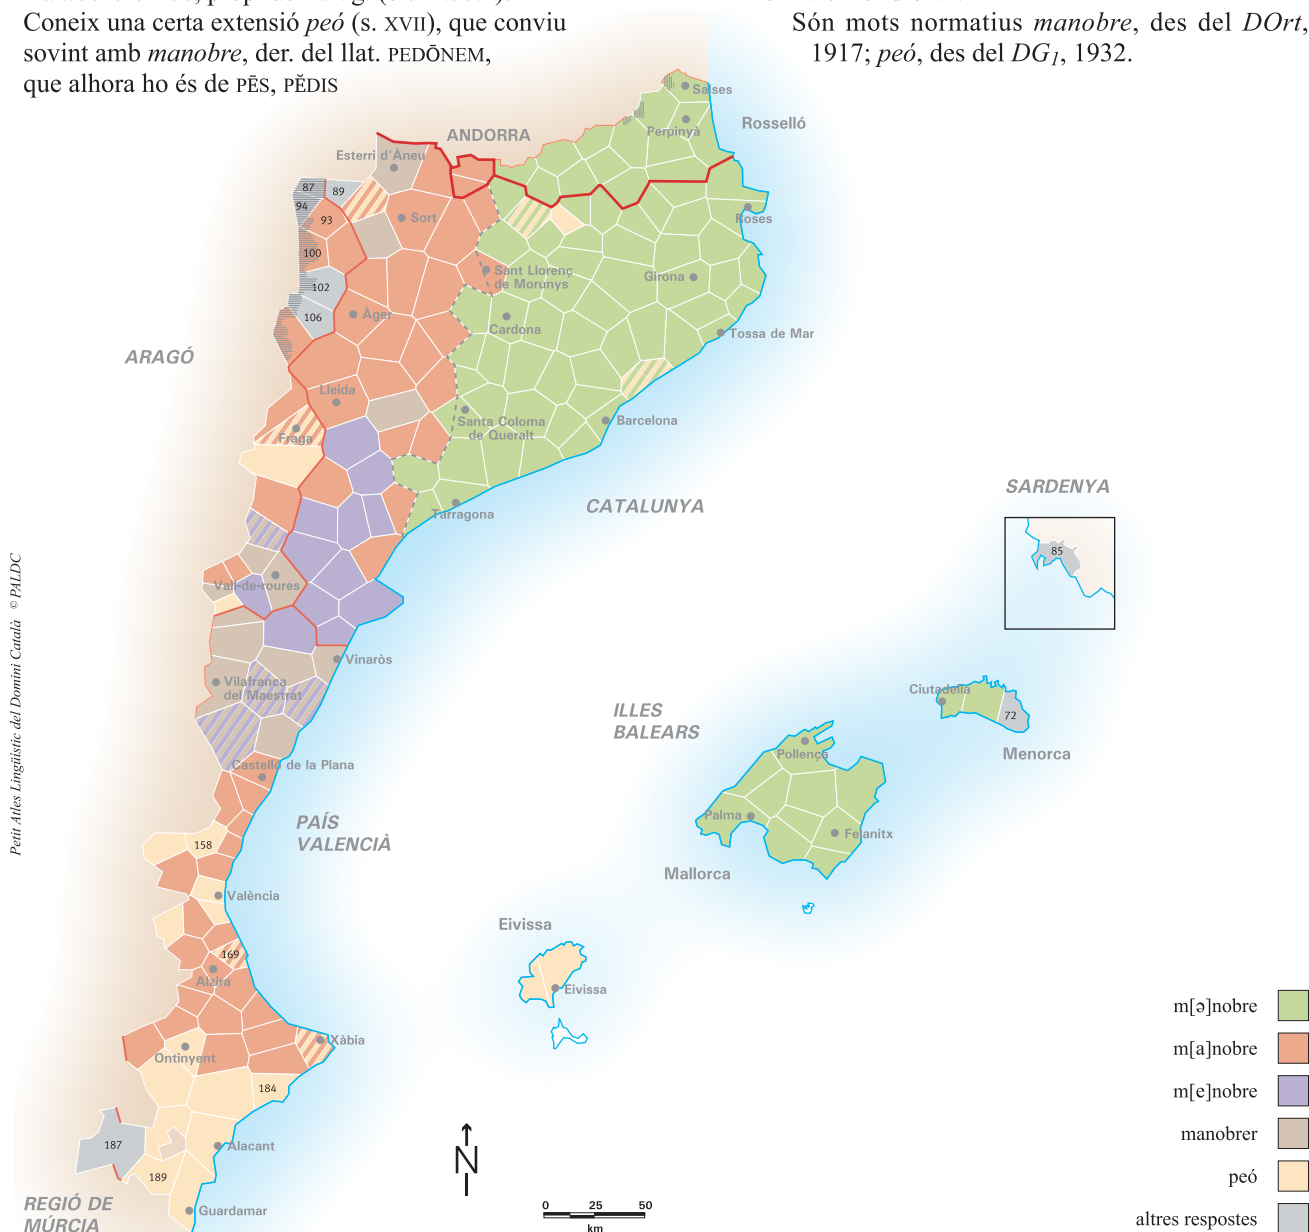 Coneix una certa extensió peó (s. XVII), que conviu
sovint amb manobre, der. del llat. PEDŌNEM,
que alhora ho és de PĒS, PĔDIS
Són mots normatius manobre, des del DOrt,
1917; peó, des del DG1, 1932.
Salses
Perpinyà
Rosselló
ANDORRA
Esterri d'Àneu
87
89
94
93
Sort
Roses
100
Sant Llorenç
de Morunys
Girona
102
106
Àger
Cardona
Tossa de Mar
ARAGÓ
Lleida
Santa Coloma
de Queralt
Barcelona
Fraga
Tarragona
CATALUNYA
SARDENYA
85
Vall-de-roures
Vinaròs
Vilafranca
del Maestrat
Ciutadella
72
Menorca
ILLES
BALEARS
Pollença
Castelló de la Plana
PAÍS
VALENCIÀ
Palma
Felanitx
Mallorca
158
València
Eivissa
169
Alzira
Eivissa
Xàbia
Ontinyent
184
187
Alacant
189
Guardamar
REGIÓ DE
MÚRCIA
N
0 25 50
km
m[ə]nobre
m[a]nobre
m[e]nobre
manobrer
peó
altres respostes
Petit Atles Lingüístic del Domini Català © PALDC